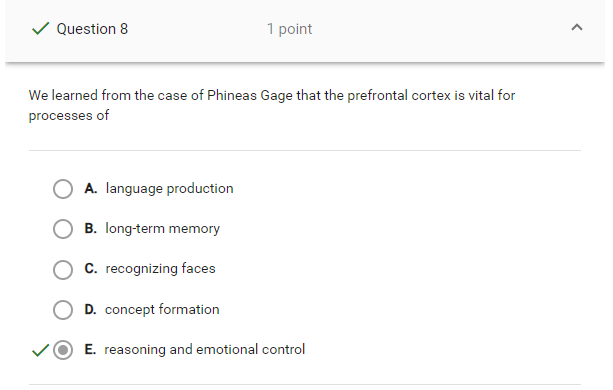 Question 8 1 point
We learned from the case of Phineas Gage that the prefrontal cortex is vital for
processes of
A. language production
B. long-term memory
C. recognizing faces
D. concept formation
E. reasoning and emotional control